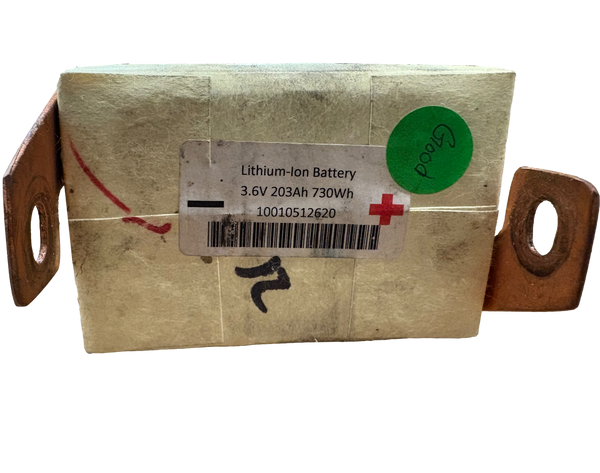 Good
Lithium-Ion Battery
3.6V 203Ah 730Wh
10010512620